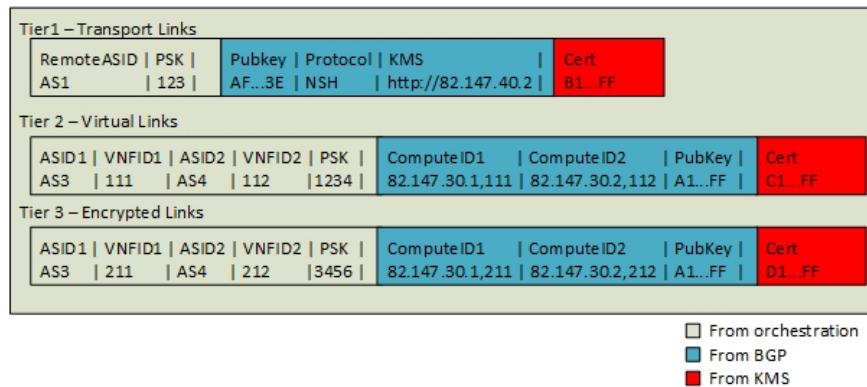 Tier1 – Transport Links
RemoteASID | PSK | Pubkey | Protocol | KMS | Cert
AS1 | 123 | AF...3E | NSH | http://82.147.40.2 | B1...FF
Tier 2 – Virtual Links
ASID1 | VNFID1 | ASID2 | VNFID2 | PSK | ComputeID1 | ComputeID2 | PubKey | Cert
AS3 | 111 | AS4 | 112 |1234 | 82.147.30.1,111 | 82.147.30.2,112 | A1...FF | C1...FF
Tier 3 – Encrypted Links
ASID1 | VNFID1 | ASID2 | VNFID2 | PSK | ComputeID1 | ComputeID2 | PubKey | Cert
AS3 | 211 | AS4 | 212 |3456 | 82.147.30.1,211 | 82.147.30.2,212 | A1...FF | D1...FF
From orchestration
From BGP
From KMS